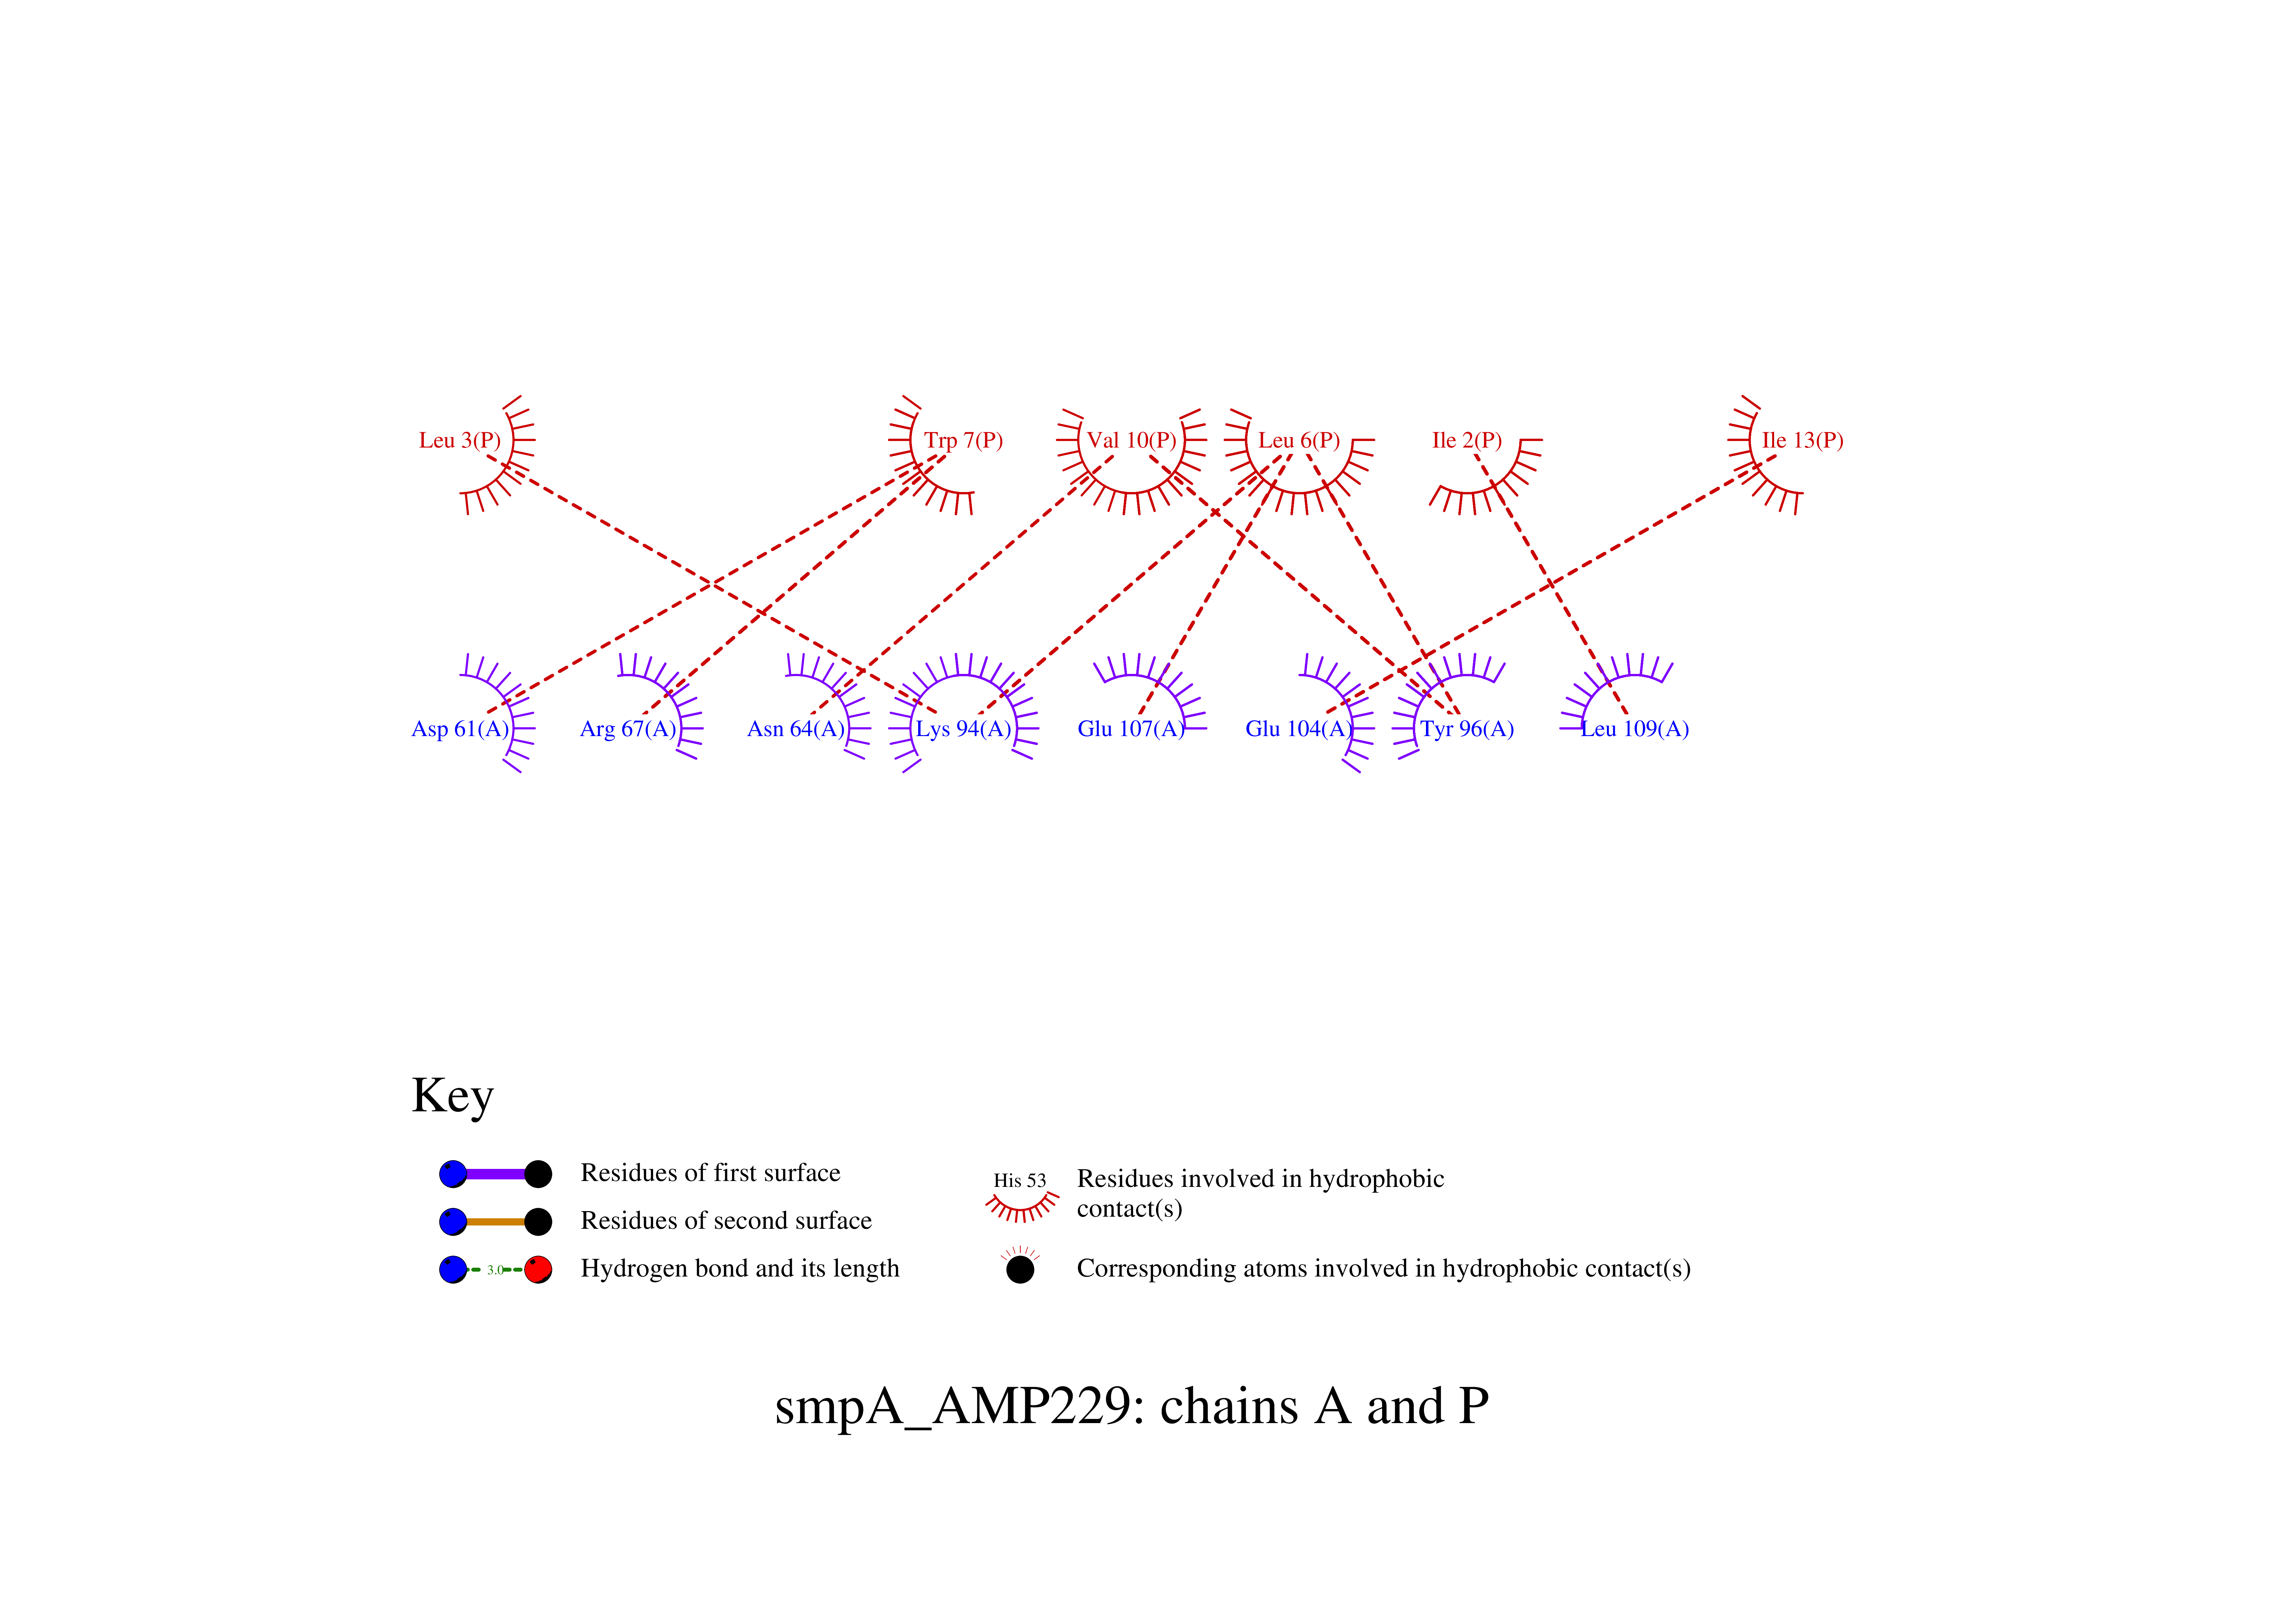 Leu 3(P) Trp 7(P) Val 10(P) Leu 6(P) Ile 2(P) Ile 13(P)
Asp 61(A) Arg 67(A) Asn 64(A) Lys 94(A) Glu 107(A) Glu 104(A) Tyr 96(A) Leu 109(A)
Key
Residues of first surface
Residues of second surface
3.0 Hydrogen bond and its length
His 53 Residues involved in hydrophobic
contact(s)
Corresponding atoms involved in hydrophobic contact(s)
smpA_AMP229: chains A and P